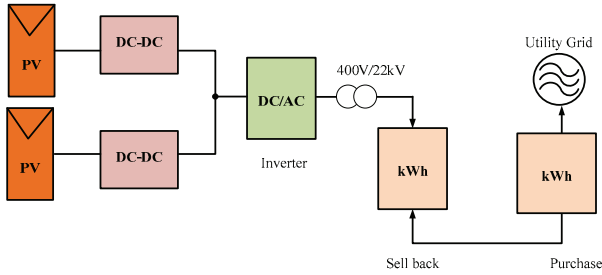 PV
DC-DC
PV
DC-DC
DC/AC
Inverter
400V/22kV
kWh
Sell back
Utility Grid
kWh
Purchase